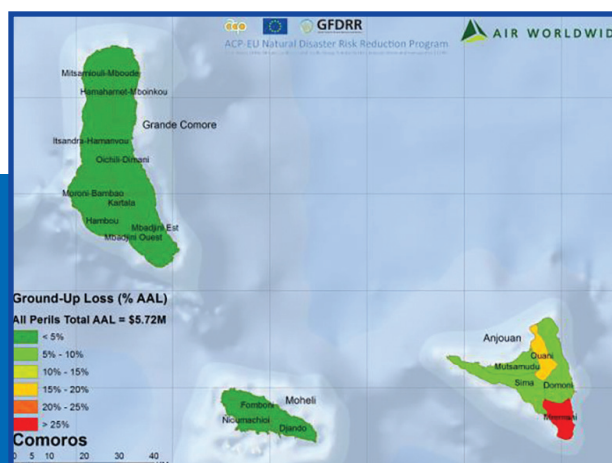 GFDRR
ACP-EU Natural Disaster Risk Reduction Program
AIR WORLDWID
Mitsamiouli-Mboude
Hamahamet-Mboinkou
Grande Comore
Itsandra-Hamanvou
Oichili-Dimani
Moroni-Bambao
Kartala
Hambou
Mbadjini Est
Mbadjini Ouest
Ground-Up Loss (% AAL)
All Perils Total AAL = $5.72M
< 5%
5% - 10%
10% - 15%
15% - 20%
20% - 25%
> 25%
Comoros
0 5 10 20 30 40
Anjouan
Ouani
Mutsamudu
Sima
Domoni
Mremani
Moheli
Fomboni
Nioumachioi
Djando